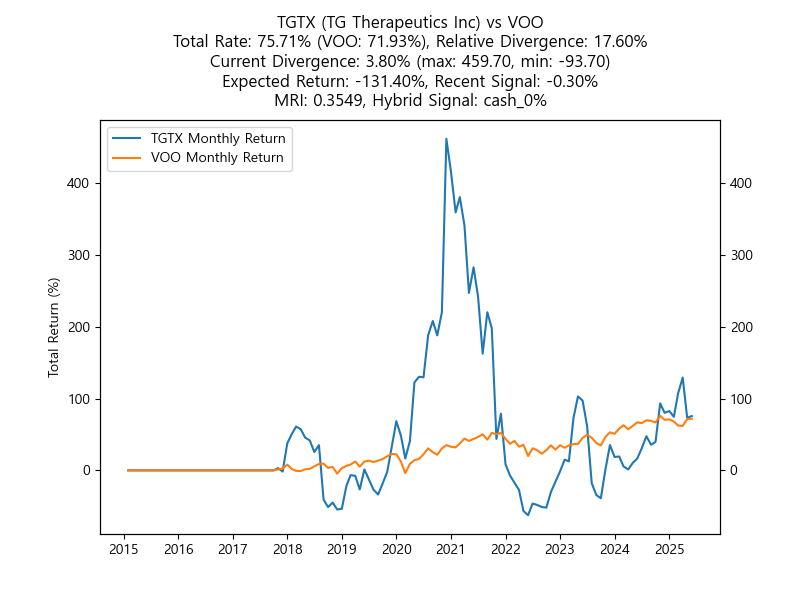 TGTX (TG Therapeutics Inc) vs VOO
Total Rate: 75.71% (VOO: 71.93%), Relative Divergence: 17.60%
Current Divergence: 3.80% (max: 459.70, min: -93.70)
Expected Return: -131.40%, Recent Signal: -0.30%
MRI: 0.3549, Hybrid Signal: cash_0%
TGTX Monthly Return
VOO Monthly Return
Total Return (%)
400
300
200
100
0
400
300
200
100
0
2015 2016 2017 2018 2019 2020 2021 2022 2023 2024 2025